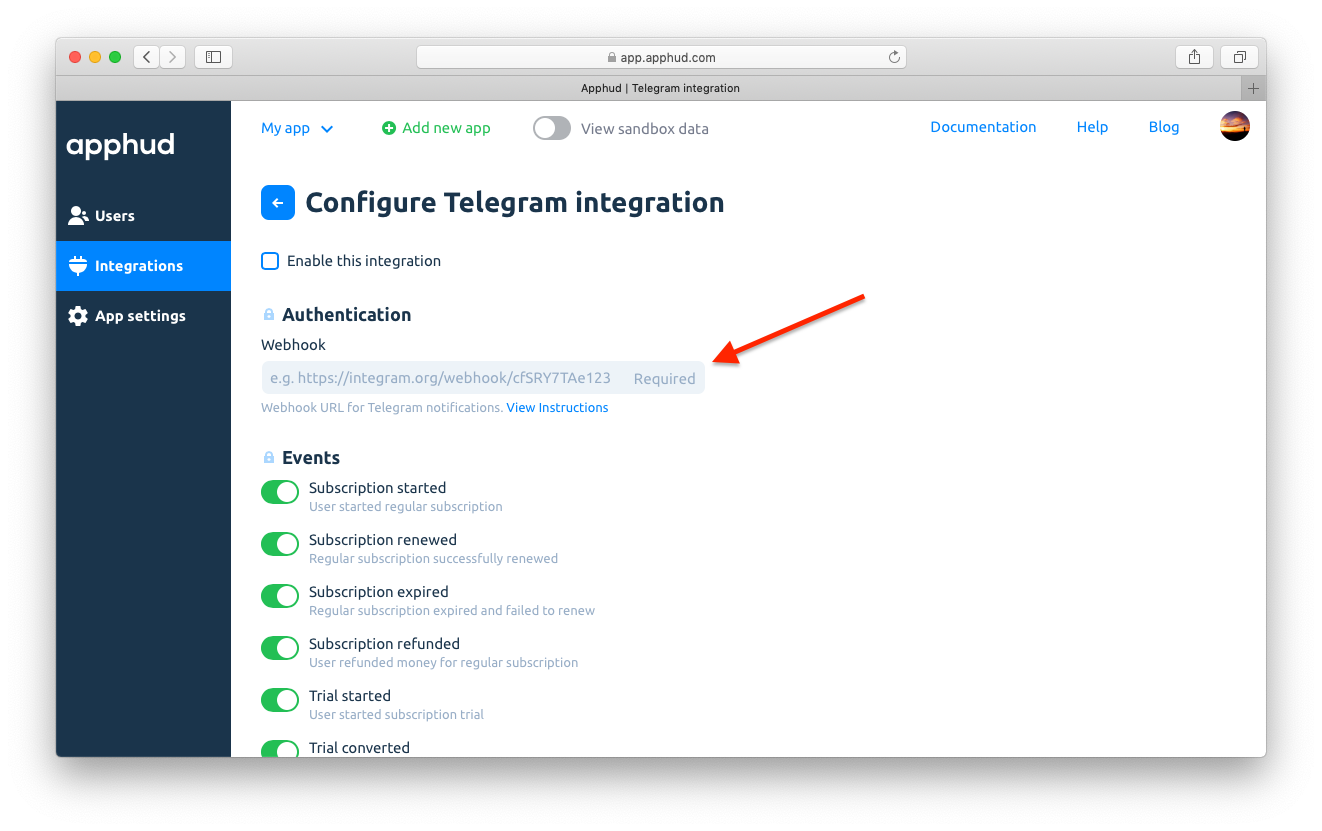 app.apphud.com
Apphud | Telegram integration
apphud
My app
Add new app
View sandbox data
Documentation
Help
Blog
Users
Integrations
App settings
Configure Telegram integration
Enable this integration
Authentication
Webhook
e.g. https://integram.org/webhook/cfSRY7TAe123 Required
Webhook URL for Telegram notifications. View Instructions
Events
Subscription started
User started regular subscription
Subscription renewed
Regular subscription successfully renewed
Subscription expired
Regular subscription expired and failed to renew
Subscription refunded
User refunded money for regular subscription
Trial started
User started subscription trial
Trial converted